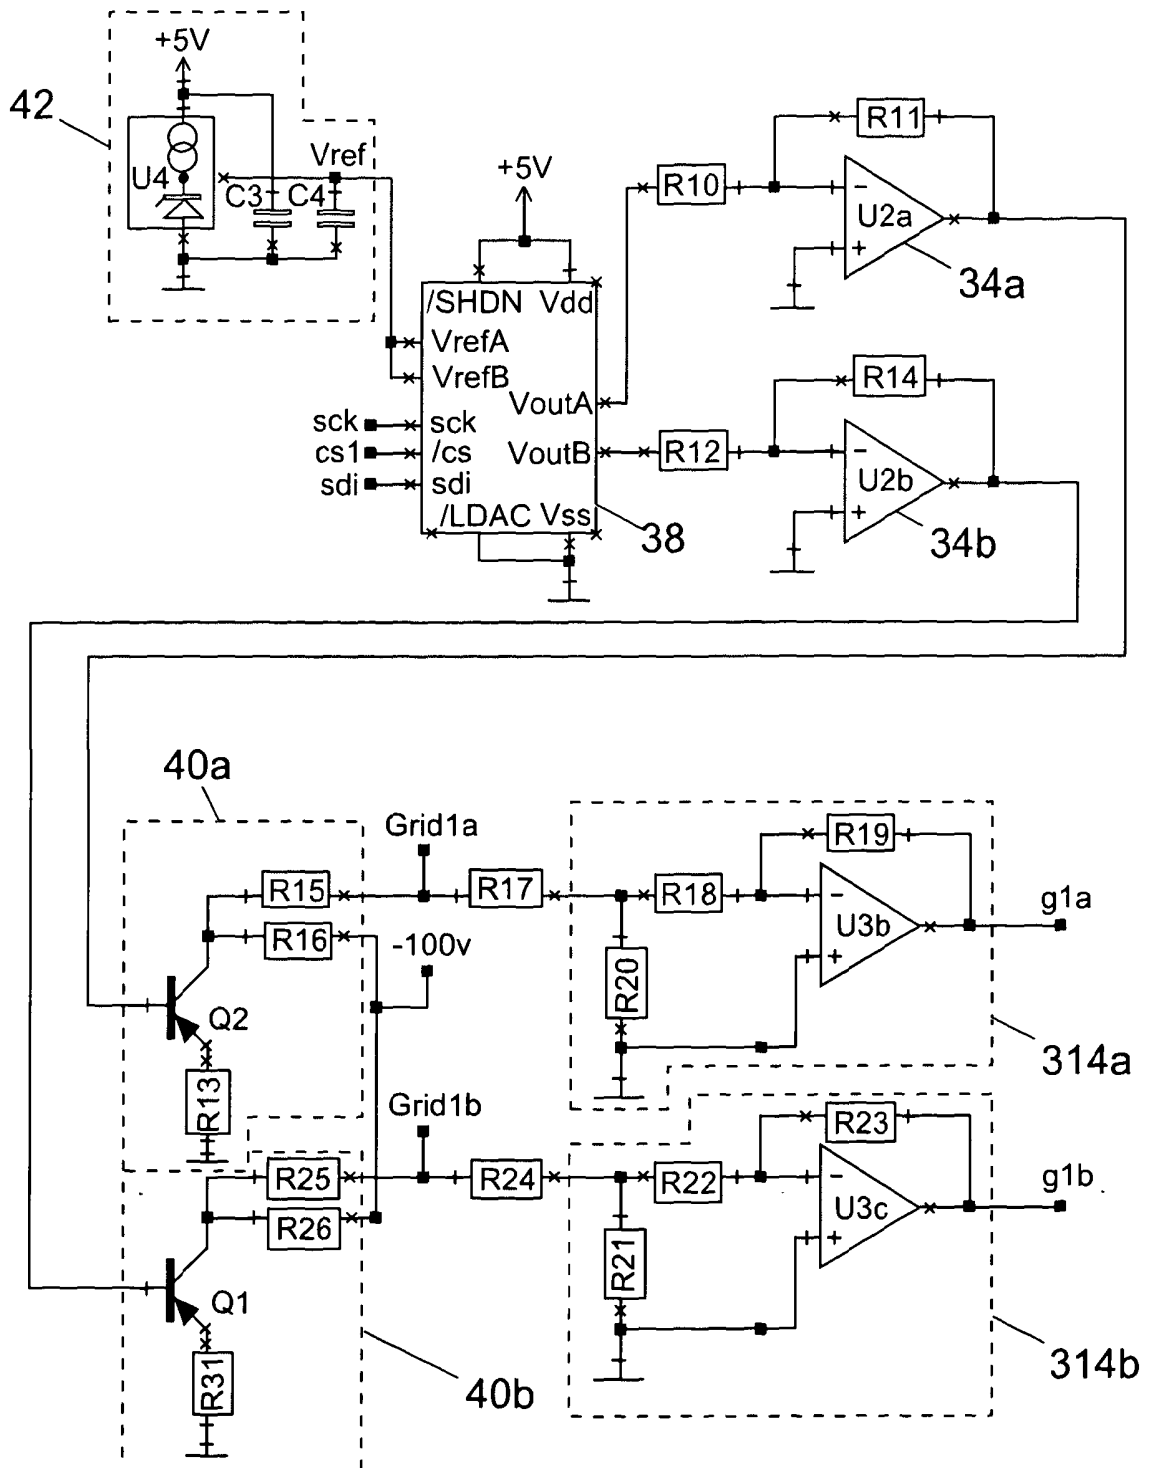 +5V
42
U4
Vref
C3
C4
+5V
R10
R11
U2a
34a
/SHDN Vdd
VrefA
VrefB
VoutA
sck
sck
cs1
/cs
VoutB
sdi
sdi
/LDAC Vss
38
R12
R14
U2b
34b
40a
Grid1a
R15
R16
-100v
R17
R18
R19
U3b
g1a
R20
Q2
R13
314a
Grid1b
R25
R26
R24
R22
R23
U3c
g1b
R21
Q1
R31
40b
314b